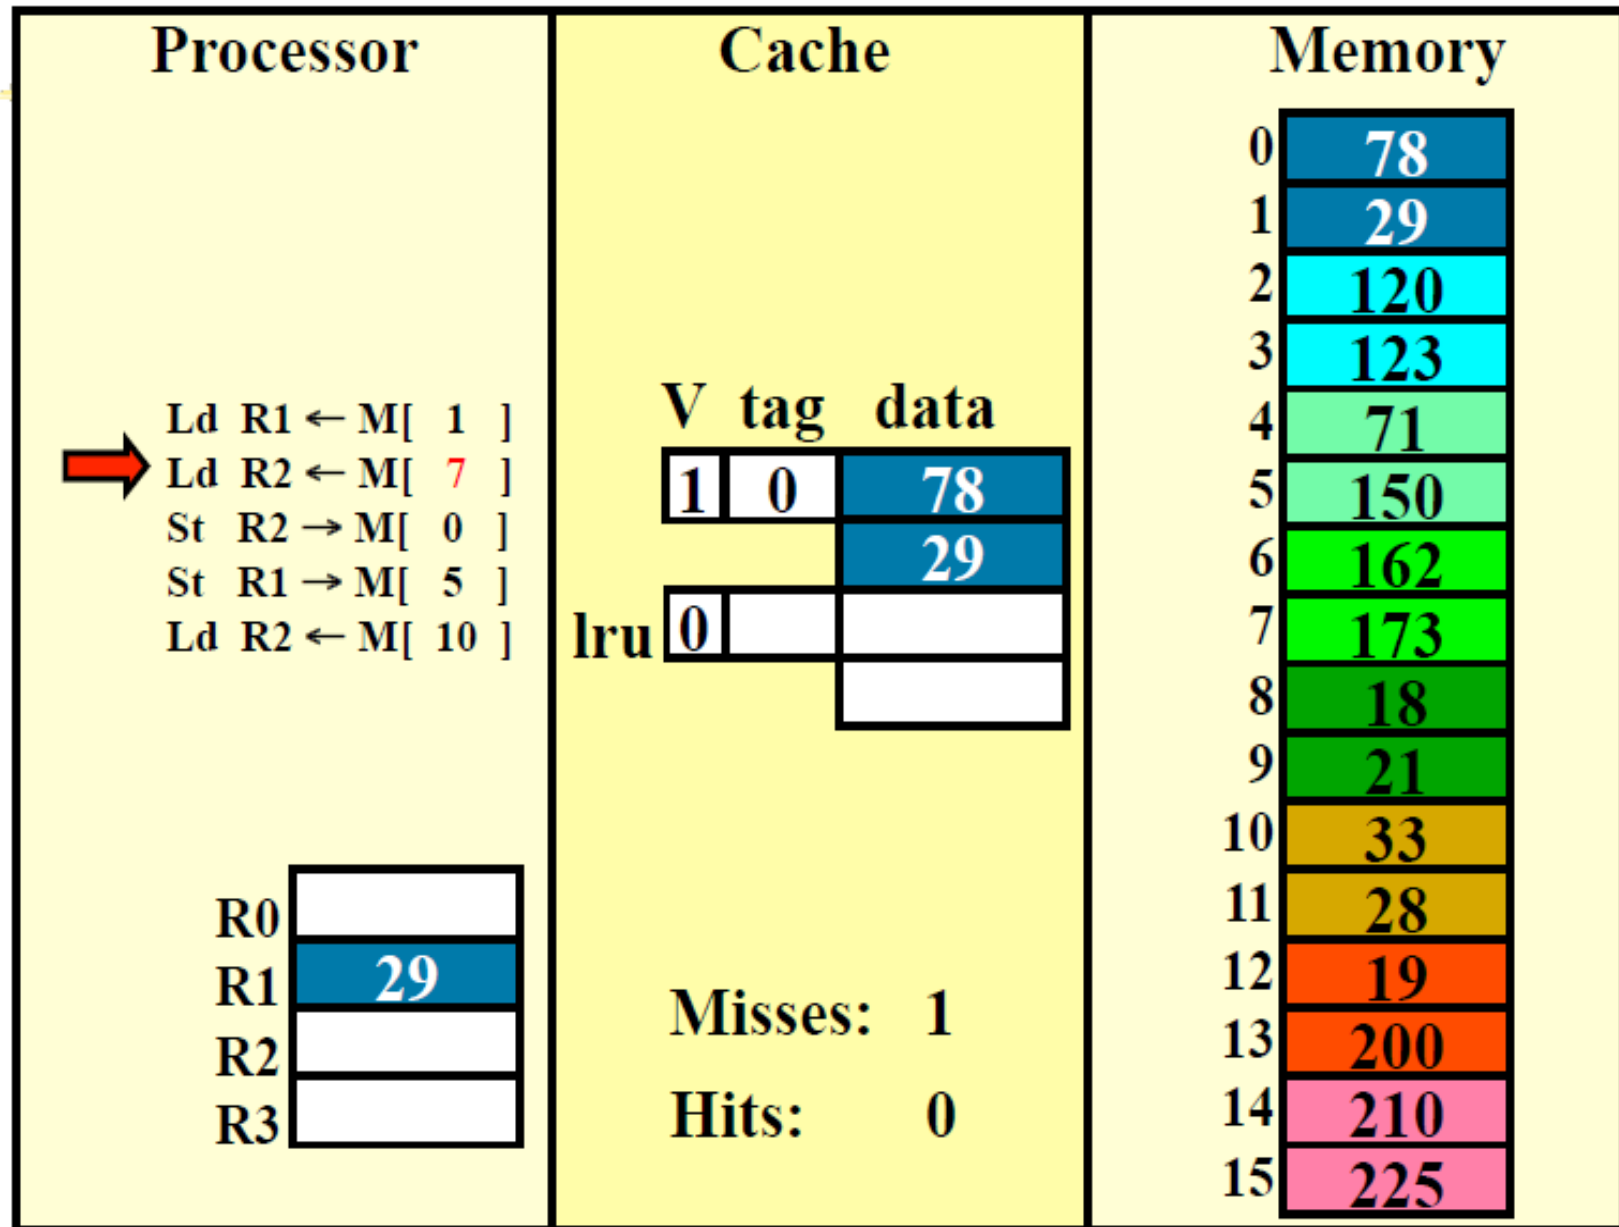 Processor
Cache
Memory
Ld R1 ← M[ 1 ]
Ld R2 ← M[ 7 ]
St R2 → M[ 0 ]
St R1 → M[ 5 ]
Ld R2 ← M[ 10 ]
R0
R1 29
R2
R3
V tag data
1 0 78
29
lru 0
Misses: 1
Hits: 0
0 78
1 29
2 120
3 123
4 71
5 150
6 162
7 173
8 18
9 21
10 33
11 28
12 19
13 200
14 210
15 225